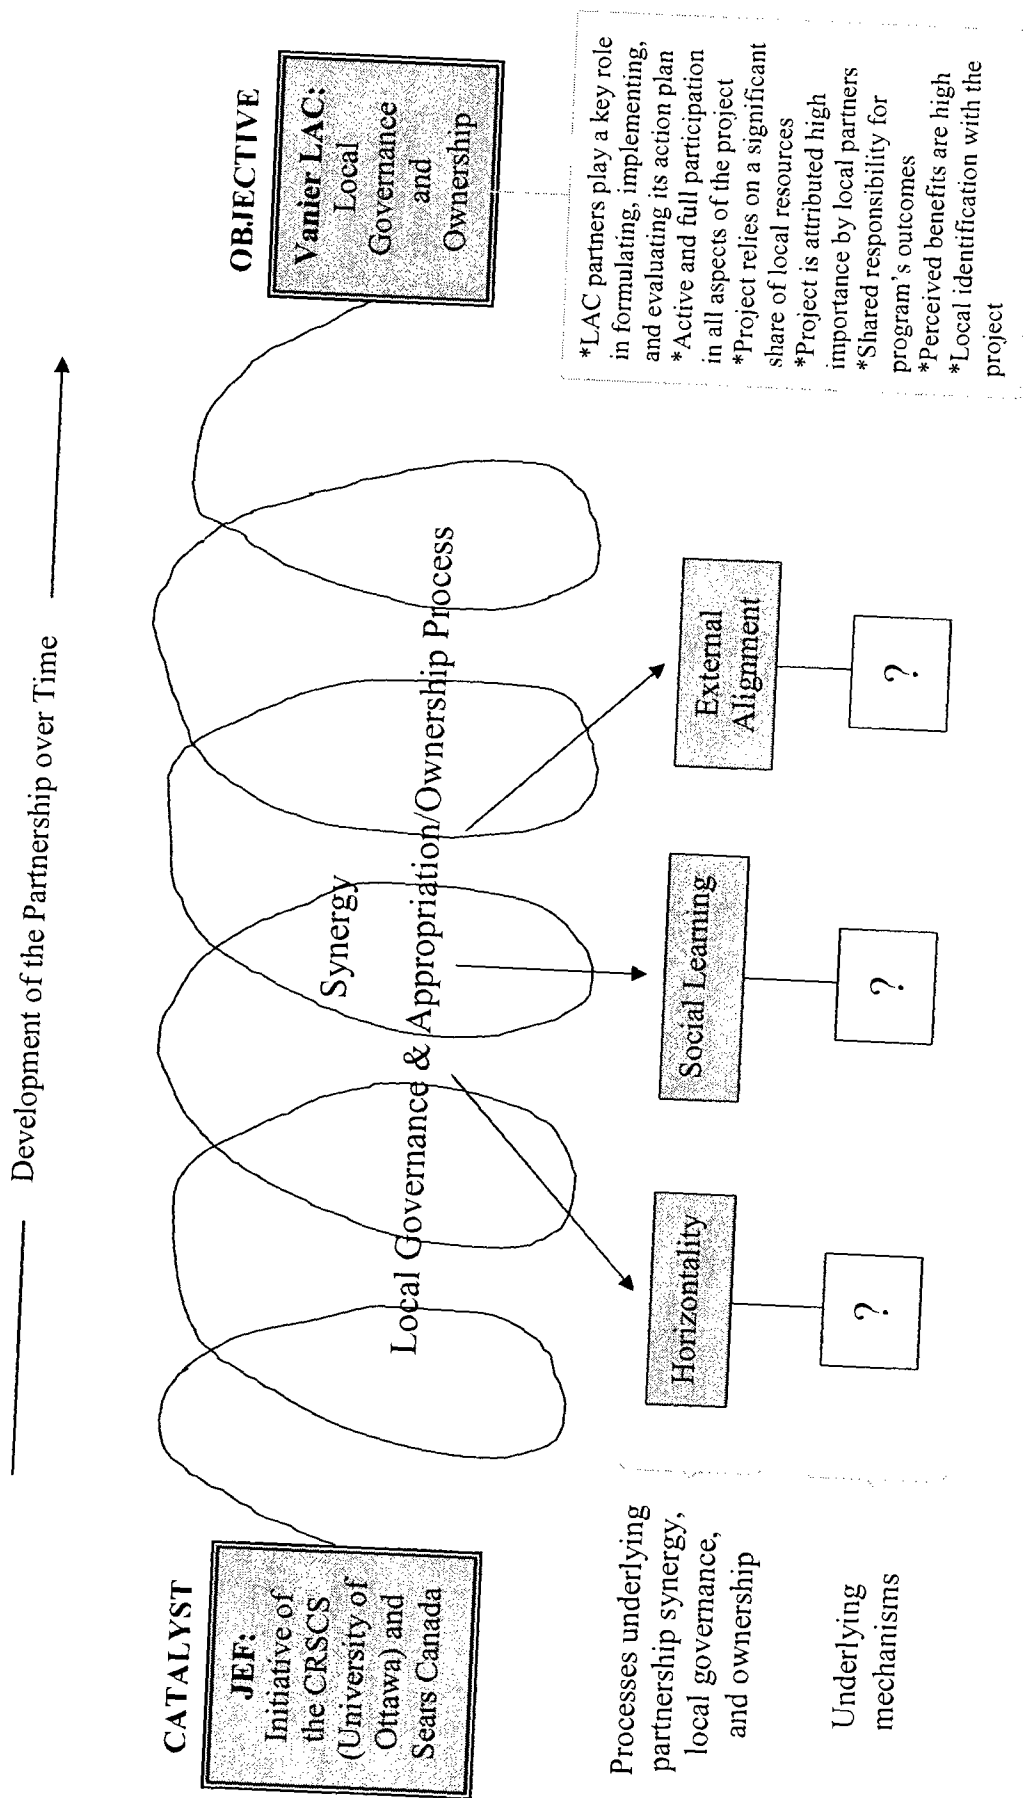 Development of the Partnership over Time
CATALYST
JEF:
Initiative of
the CRSCS
(University of
Ottawa) and
Sears Canada
OBJECTIVE
Vanier LAC:
Local
Governance
and
Ownership
Synergy
Local Governance & Appropriation/Ownership Process
*LAC partners play a key role
in formulating, implementing,
and evaluating its action plan
*Active and full participation
in all aspects of the project
*Project relies on a significant
share of local resources
*Project is attributed high
importance by local partners
*Shared responsibility for
program's outcomes
*Perceived benefits are high
*Local identification with the
project
Processes underlying
partnership synergy,
local governance,
and ownership
Horizontality
Social Learning
External
Alignment
Underlying
mechanisms
?
?
?